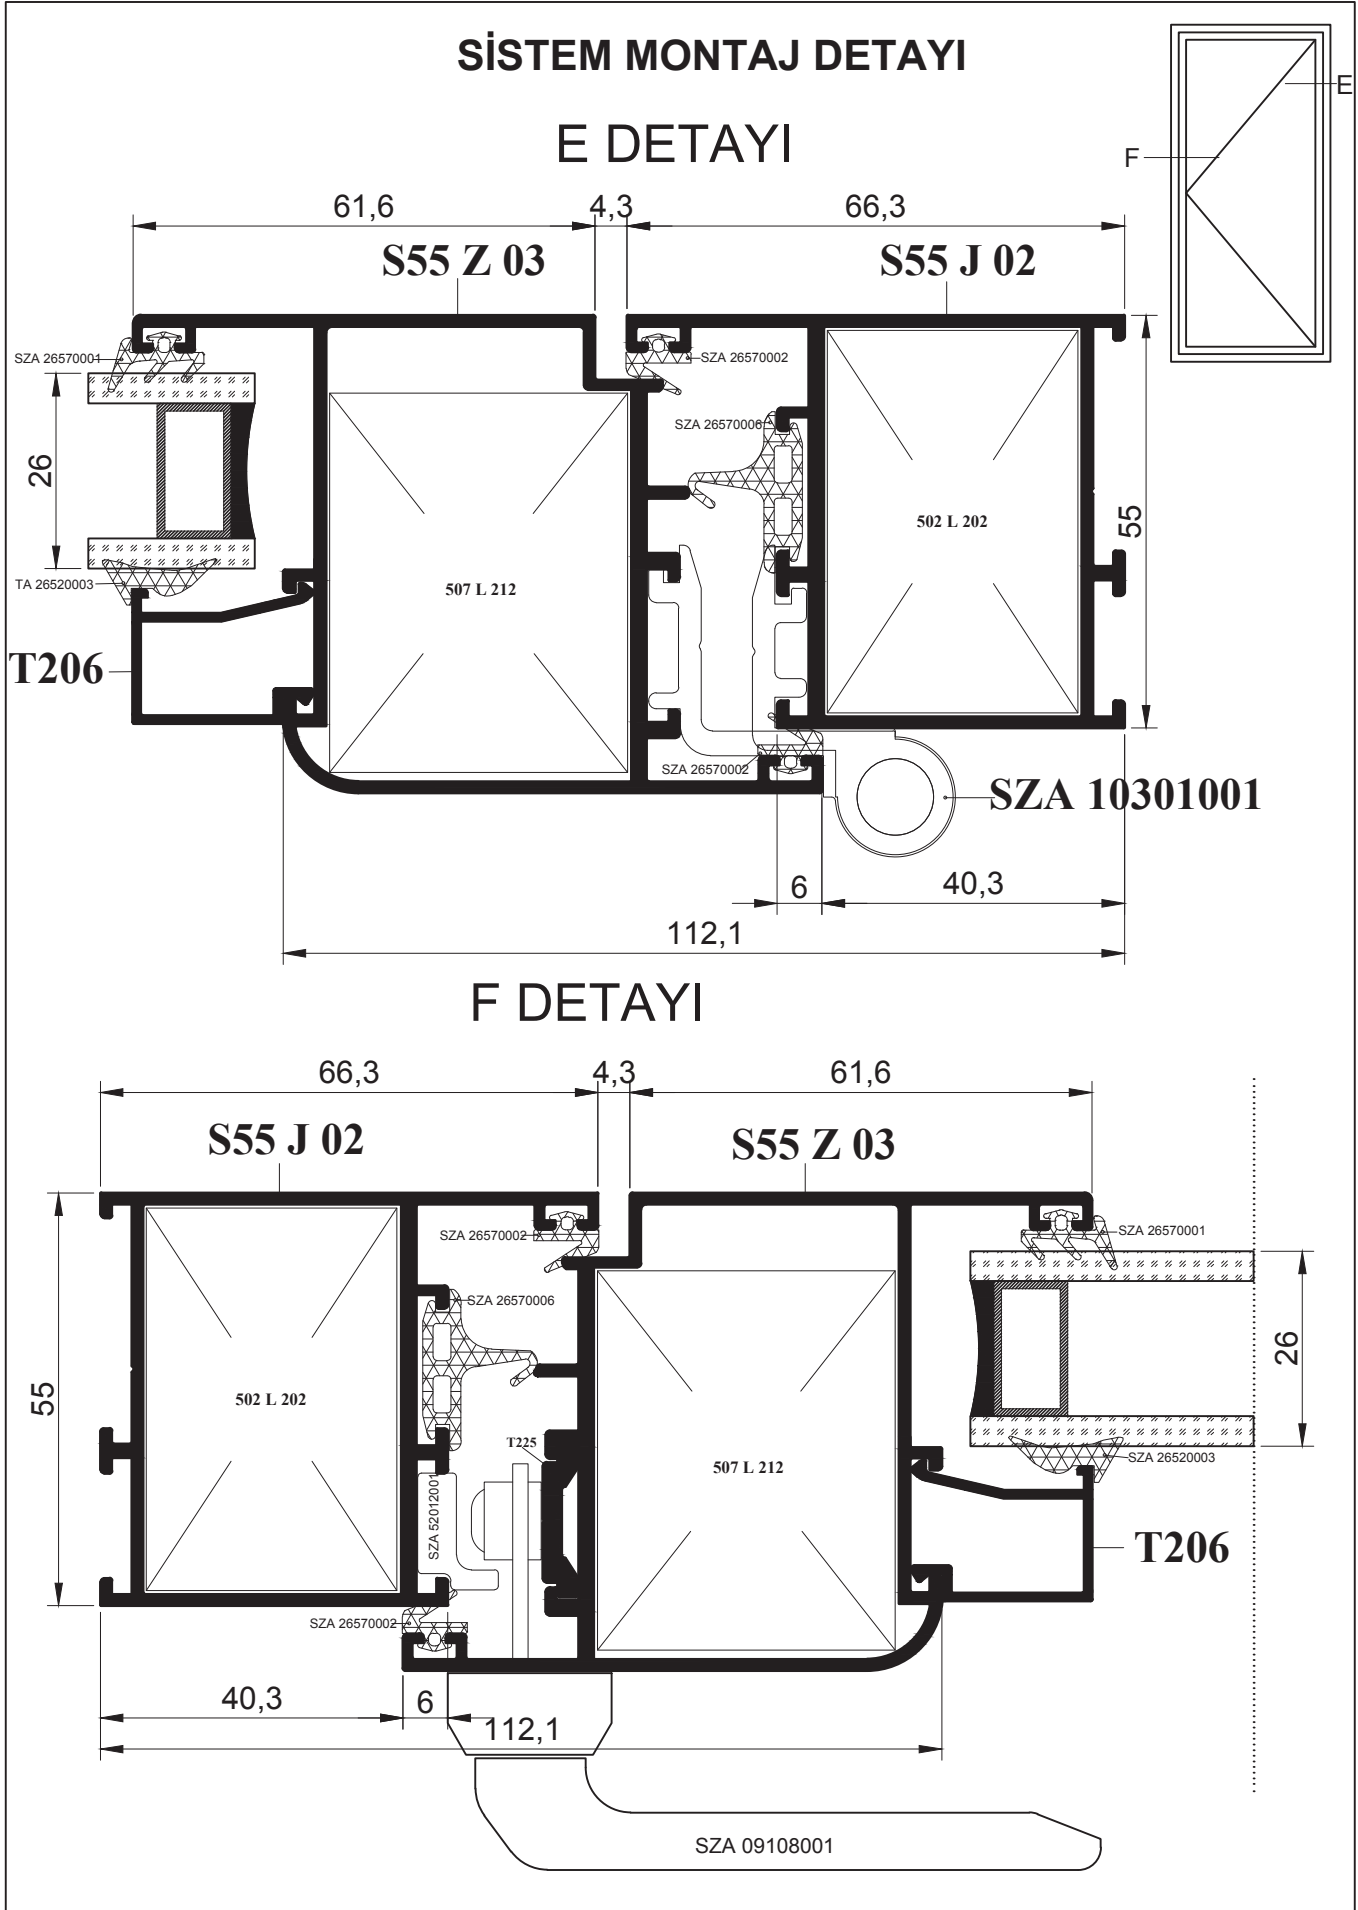 SİSTEM MONTAJ DETAYI
E
F
E DETAYI
61,6 4,3 66,3
S55 Z 03 S55 J 02
SZA 26570001 SZA 26570002
SZA 26570006
26
502 L 202
55
TA 26520003
507 L 212
T206
SZA 26570002
SZA 10301001
6 40,3
112,1
F DETAYI
66,3 4,3 61,6
S55 J 02 S55 Z 03
SZA 26570002 SZA 26570001
SZA 26570006
26
55
502 L 202
T225
507 L 212
SZA 26520003
SZA 52012001
T206
SZA 26570002
40,3 6
112,1
SZA 09108001